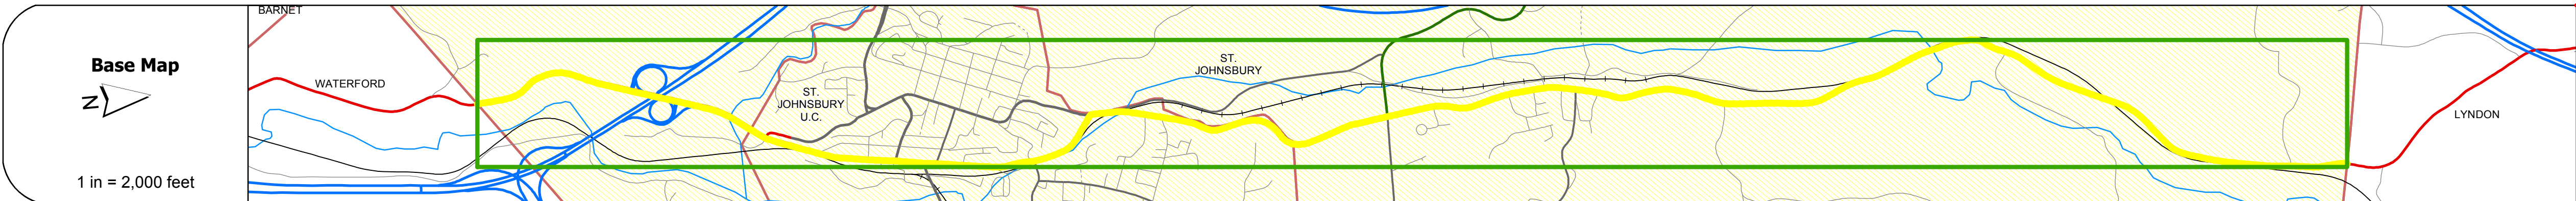 Base Map
N
1 in = 2,000 feet
BARNET
WATERFORD
ST.
JOHNSBURY
U.C.
ST.
JOHNSBURY
LYNDON